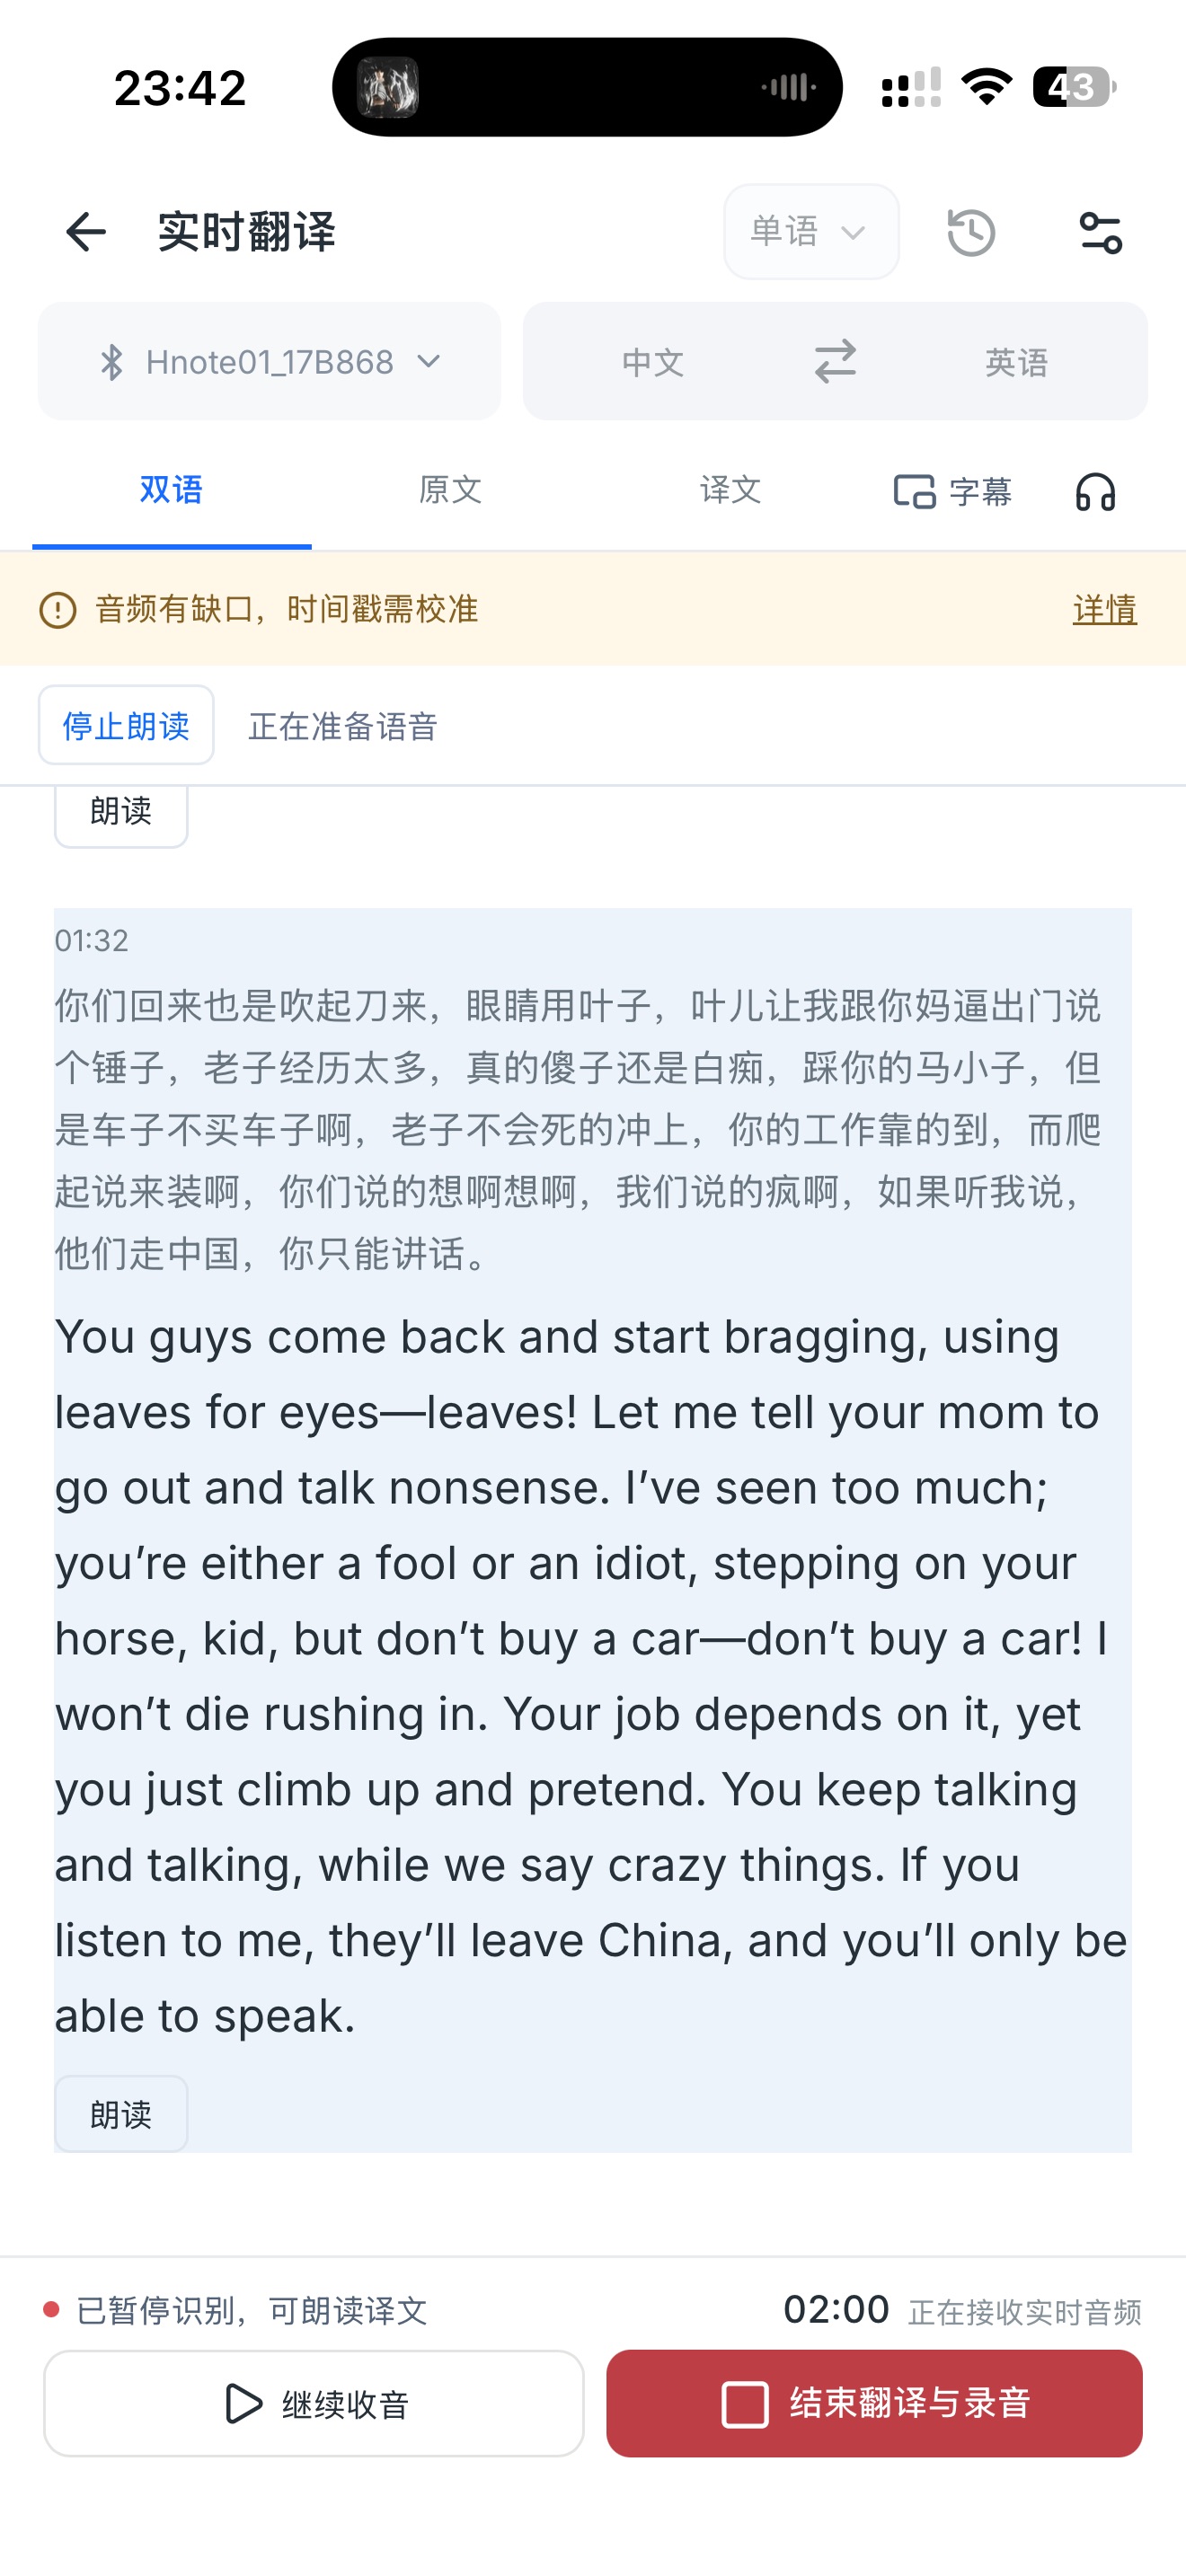 23:42
43
实时翻译
单语
Hnote01_17B868
中文
英语
双语
原文
译文
字幕
音频有缺口，时间戳需校准
详情
停止朗读
正在准备语音
朗读
01:32
你们回来也是吹起刀来，眼睛用叶子，叶儿让我跟你妈逼出门说
个锤子，老子经历太多，真的傻子还是白痴，踩你的马小子，但
是车子不买车子啊，老子不会死的冲上，你的工作靠的到，而爬
起说来装啊，你们说的想啊想啊，我们说的疯啊，如果听我说，
他们走中国，你只能讲话。
You guys come back and start bragging, using
leaves for eyes—leaves! Let me tell your mom to
go out and talk nonsense. I’ve seen too much;
you’re either a fool or an idiot, stepping on your
horse, kid, but don’t buy a car—don’t buy a car! I
won’t die rushing in. Your job depends on it, yet
you just climb up and pretend. You keep talking
and talking, while we say crazy things. If you
listen to me, they’ll leave China, and you’ll only be
able to speak.
朗读
已暂停识别，可朗读译文
02:00 正在接收实时音频
继续收音
结束翻译与录音